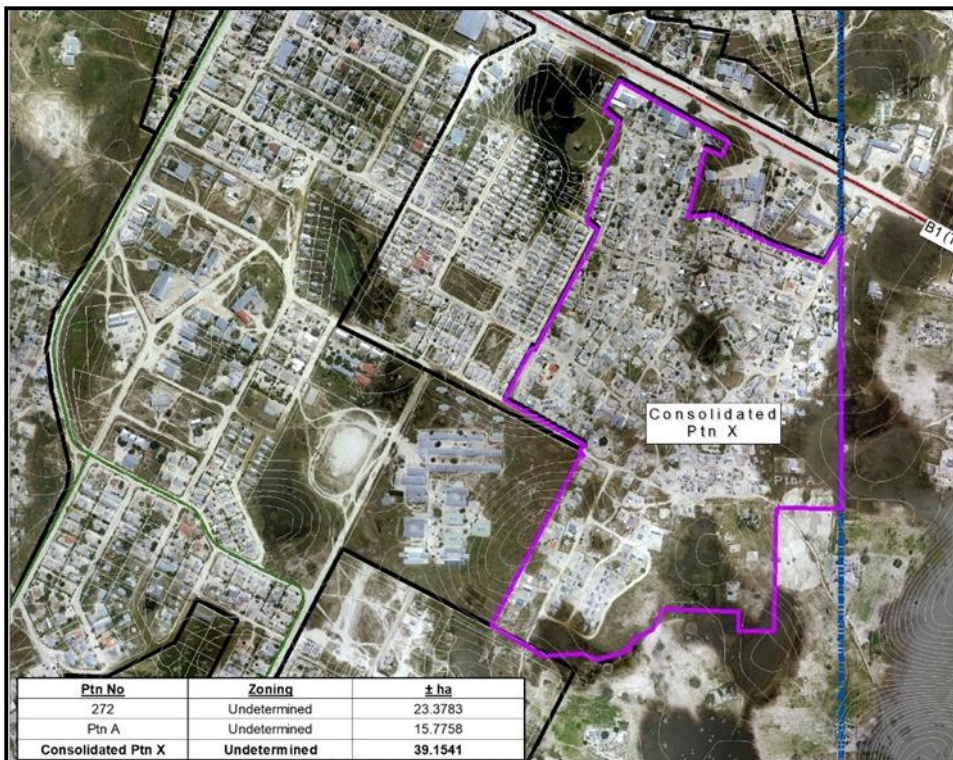 B1 (T
Consolidated
Ptn X
Ptn A
Ptn No Zoning ± ha
272 Undetermined 23.3783
Ptn A Undetermined 15.7758
Consolidated Ptn X Undetermined 39.1541